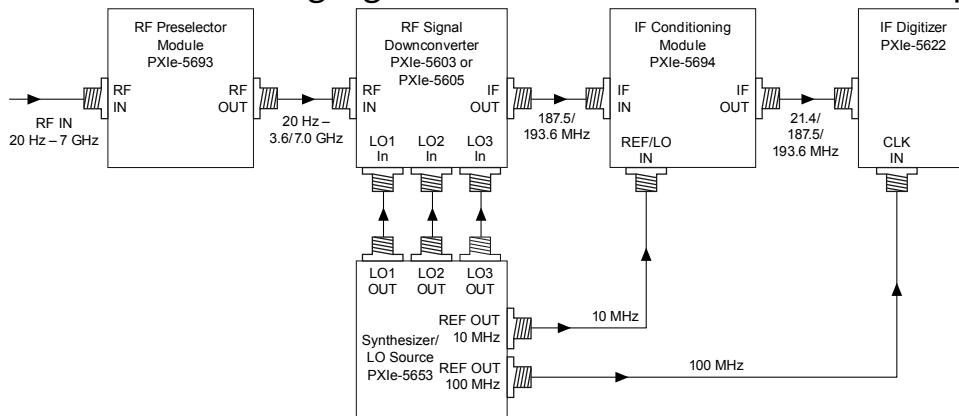 RF Preselector
Module
PXIe-5693
RF
IN
RF
OUT
RF IN
20 Hz – 7 GHz
20 Hz –
3.6/7.0 GHz
RF Signal
Downconverter
PXIe-5603 or
PXIe-5605
RF
IN
IF
OUT
LO1
In
LO2
In
LO3
In
187.5/
193.6 MHz
IF Conditioning
Module
PXIe-5694
IF
IN
IF
OUT
REF/LO
IN
21.4/
187.5/
193.6 MHz
IF Digitizer
PXIe-5622
CLK
IN
LO1
OUT
LO2
OUT
LO3
OUT
REF OUT
10 MHz
Synthesizer/
LO Source
PXIe-5653
REF OUT
100 MHz
10 MHz
100 MHz